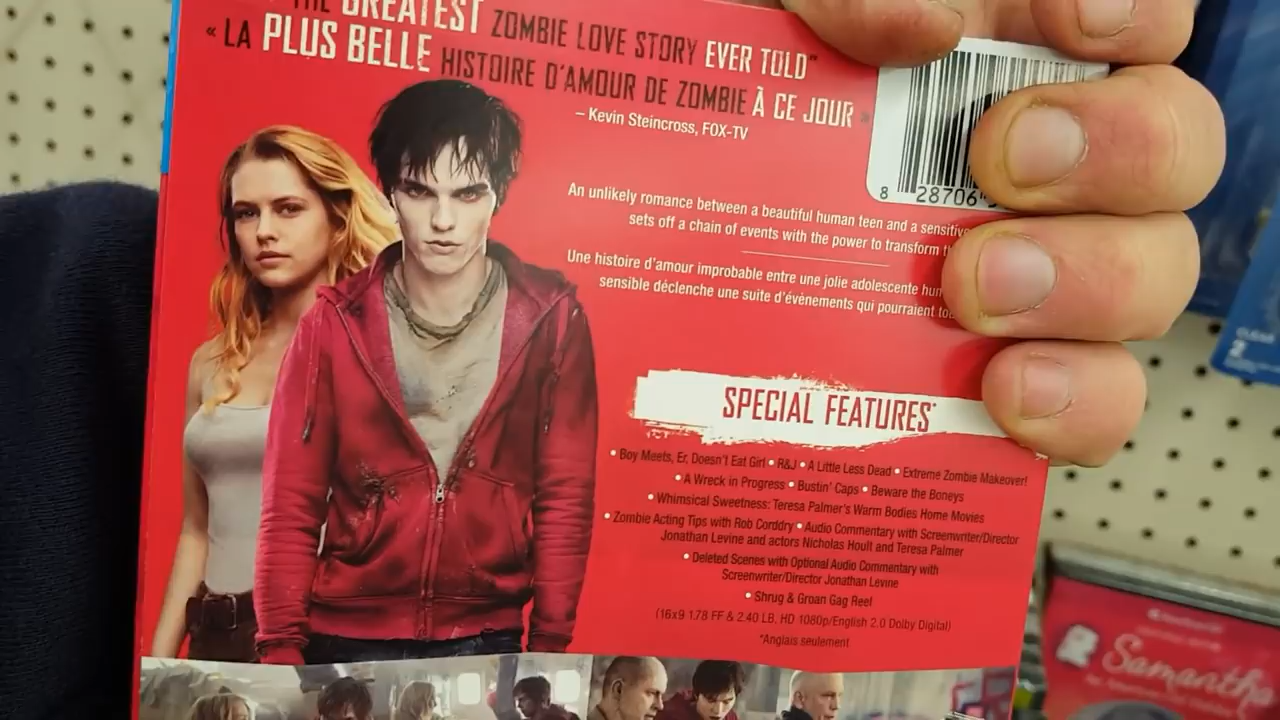 THE GREATEST ZOMBIE LOVE STORY EVER TOLD"
« LA PLUS BELLE HISTOIRE D'AMOUR DE ZOMBIE À CE JOUR »
– Kevin Steincross, FOX-TV
8 28706
An unlikely romance between a beautiful human teen and a sensitive
sets off a chain of events with the power to transform
Une histoire d'amour improbable entre une jolie adolescente
sensible déclenche une suite d'évènements qui pourraient
SPECIAL FEATURES*
• Boy Meets, Er, Doesn't Eat Girl • R&J • A Little Less Dead • Extreme Zombie Makeover!
• A Wreck in Progress • Bustin' Caps • Beware the Boneys
• Whimsical Sweetness: Teresa Palmer's Warm Bodies Home Movies
• Zombie Acting Tips with Rob Corddry • Audio Commentary with Screenwriter/Director
Jonathan Levine and actors Nicholas Hoult and Teresa Palmer
• Deleted Scenes with Optional Audio Commentary with
Screenwriter/Director Jonathan Levine
• Shrug & Groan Gag Reel
(16x9 1.78 FF & 2.40 LB, HD 1080p/English 2.0 Dolby Digital)
*Anglais seulement
CLEAR
2
Samantha